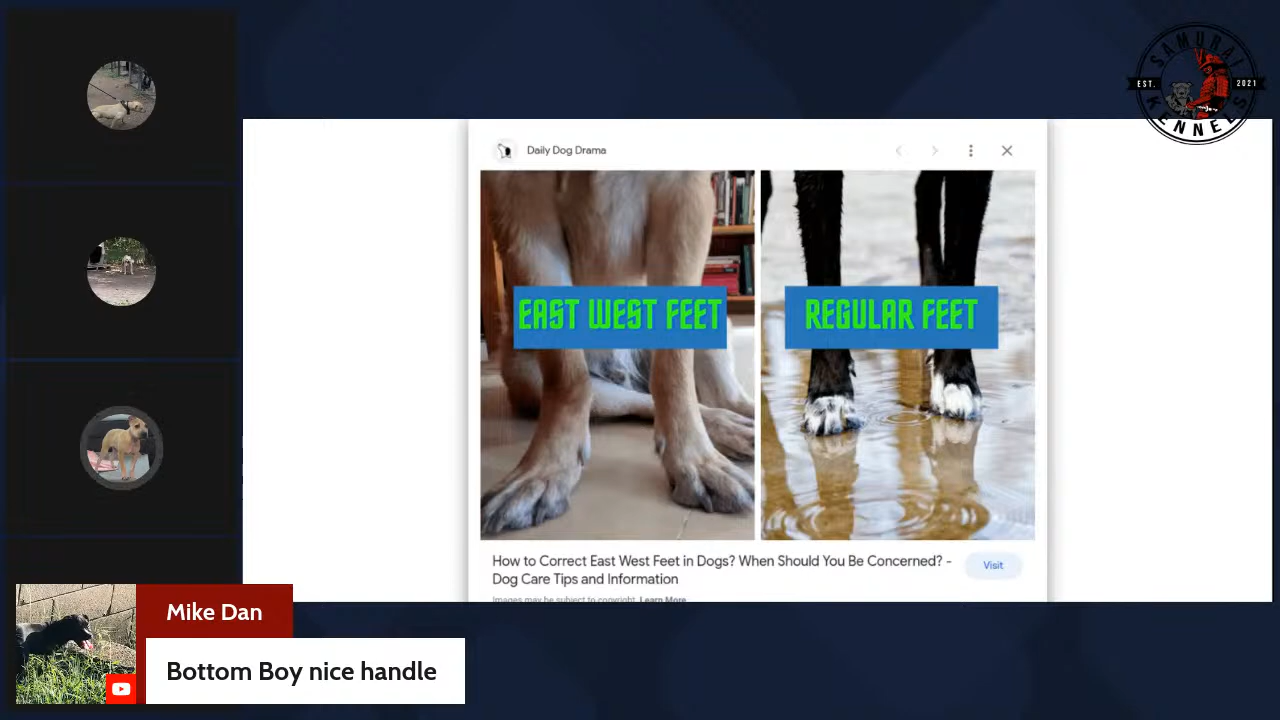 SAMURAI
EST. 2021
KENNELS
Daily Dog Drama
EAST WEST FEET
REGULAR FEET
How to Correct East West Feet in Dogs? When Should You Be Concerned? -
Dog Care Tips and Information
Visit
Images may be subject to copyright. Learn More
Mike Dan
Bottom Boy nice handle